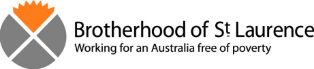 Brotherhood of St Laurence
Working for an Australia free of poverty